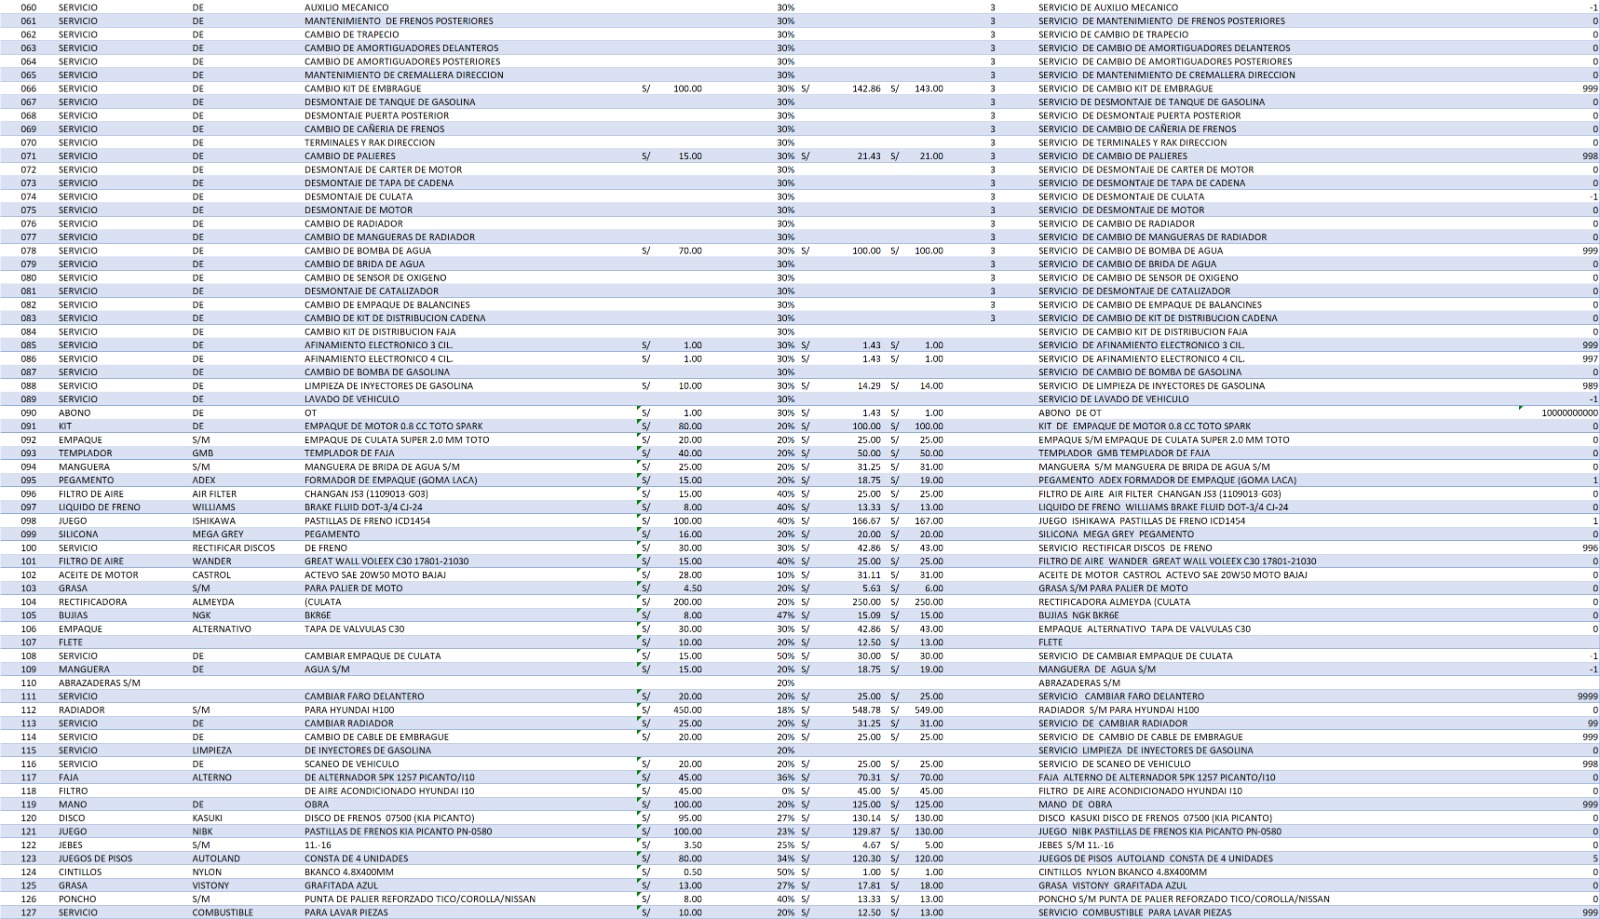 060 SERVICIO DE AUXILIO MECANICO 30% 3 SERVICIO DE AUXILIO MECANICO -1
061 SERVICIO DE MANTENIMIENTO DE FRENOS POSTERIORES 30% 3 SERVICIO DE MANTENIMIENTO DE FRENOS POSTERIORES 0
062 SERVICIO DE CAMBIO DE TRAPECIO 30% 3 SERVICIO DE CAMBIO DE TRAPECIO 0
063 SERVICIO DE CAMBIO DE AMORTIGUADORES DELANTEROS 30% 3 SERVICIO DE CAMBIO DE AMORTIGUADORES DELANTEROS 0
064 SERVICIO DE CAMBIO DE AMORTIGUADORES POSTERIORES 30% 3 SERVICIO DE CAMBIO DE AMORTIGUADORES POSTERIORES 0
065 SERVICIO DE MANTENIMIENTO DE CREMALLERA DIRECCION 30% 3 SERVICIO DE MANTENIMIENTO DE CREMALLERA DIRECCION 0
066 SERVICIO DE CAMBIO KIT DE EMBRAGUE S/ 100.00 30% S/ 142.86 S/ 143.00 3 SERVICIO DE CAMBIO KIT DE EMBRAGUE 999
067 SERVICIO DE DESMONTAJE DE TANQUE DE GASOLINA 30% 3 SERVICIO DE DESMONTAJE DE TANQUE DE GASOLINA 0
068 SERVICIO DE DESMONTAJE PUERTA POSTERIOR 30% 3 SERVICIO DE DESMONTAJE PUERTA POSTERIOR 0
069 SERVICIO DE CAMBIO DE CAÑERIA DE FRENOS 30% 3 SERVICIO DE CAMBIO DE CAÑERIA DE FRENOS 0
070 SERVICIO DE TERMINALES Y RAK DIRECCION 30% 3 SERVICIO DE TERMINALES Y RAK DIRECCION 0
071 SERVICIO DE CAMBIO DE PALIERES S/ 15.00 30% S/ 21.43 S/ 21.00 3 SERVICIO DE CAMBIO DE PALIERES 998
072 SERVICIO DE DESMONTAJE DE CARTER DE MOTOR 30% 3 SERVICIO DE DESMONTAJE DE CARTER DE MOTOR 0
073 SERVICIO DE DESMONTAJE DE TAPA DE CADENA 30% 3 SERVICIO DE DESMONTAJE DE TAPA DE CADENA 0
074 SERVICIO DE DESMONTAJE DE CULATA 30% 3 SERVICIO DE DESMONTAJE DE CULATA -1
075 SERVICIO DE DESMONTAJE DE MOTOR 30% 3 SERVICIO DE DESMONTAJE DE MOTOR 0
076 SERVICIO DE CAMBIO DE RADIADOR 30% 3 SERVICIO DE CAMBIO DE RADIADOR 0
077 SERVICIO DE CAMBIO DE MANGUERAS DE RADIADOR 30% 3 SERVICIO DE CAMBIO DE MANGUERAS DE RADIADOR 0
078 SERVICIO DE CAMBIO DE BOMBA DE AGUA S/ 70.00 30% S/ 100.00 S/ 100.00 3 SERVICIO DE CAMBIO DE BOMBA DE AGUA 999
079 SERVICIO DE CAMBIO DE BRIDA DE AGUA 30% 3 SERVICIO DE CAMBIO DE BRIDA DE AGUA 0
080 SERVICIO DE CAMBIO DE SENSOR DE OXIGENO 30% 3 SERVICIO DE CAMBIO DE SENSOR DE OXIGENO 0
081 SERVICIO DE DESMONTAJE DE CATALIZADOR 30% 3 SERVICIO DE DESMONTAJE DE CATALIZADOR 0
082 SERVICIO DE CAMBIO DE EMPAQUE DE BALANCINES 30% 3 SERVICIO DE CAMBIO DE EMPAQUE DE BALANCINES 0
083 SERVICIO DE CAMBIO DE KIT DE DISTRIBUCION CADENA 30% 3 SERVICIO DE CAMBIO DE KIT DE DISTRIBUCION CADENA 0
084 SERVICIO DE CAMBIO KIT DE DISTRIBUCION FAJA 30% SERVICIO DE CAMBIO KIT DE DISTRIBUCION FAJA 0
085 SERVICIO DE AFINAMIENTO ELECTRONICO 3 CIL. S/ 1.00 30% S/ 1.43 S/ 1.00 SERVICIO DE AFINAMIENTO ELECTRONICO 3 CIL. 999
086 SERVICIO DE AFINAMIENTO ELECTRONICO 4 CIL. S/ 1.00 30% S/ 1.43 S/ 1.00 SERVICIO DE AFINAMIENTO ELECTRONICO 4 CIL. 997
087 SERVICIO DE CAMBIO DE BOMBA DE GASOLINA 30% SERVICIO DE CAMBIO DE BOMBA DE GASOLINA 0
088 SERVICIO DE LIMPIEZA DE INYECTORES DE GASOLINA S/ 10.00 30% S/ 14.29 S/ 14.00 SERVICIO DE LIMPIEZA DE INYECTORES DE GASOLINA 989
089 SERVICIO DE LAVADO DE VEHICULO 30% SERVICIO DE LAVADO DE VEHICULO -1
090 ABONO DE OT S/ 1.00 30% S/ 1.43 S/ 1.00 ABONO DE OT 10000000000
091 KIT DE EMPAQUE DE MOTOR 0.8 CC TOTO SPARK S/ 80.00 20% S/ 100.00 S/ 100.00 KIT DE EMPAQUE DE MOTOR 0.8 CC TOTO SPARK 0
092 EMPAQUE S/M EMPAQUE DE CULATA SUPER 2.0 MM TOTO S/ 20.00 20% S/ 25.00 S/ 25.00 EMPAQUE S/M EMPAQUE DE CULATA SUPER 2.0 MM TOTO 0
093 TEMPLADOR GMB TEMPLADOR DE FAJA S/ 40.00 20% S/ 50.00 S/ 50.00 TEMPLADOR GMB TEMPLADOR DE FAJA 0
094 MANGUERA S/M MANGUERA DE BRIDA DE AGUA S/M S/ 25.00 20% S/ 31.25 S/ 31.00 MANGUERA S/M MANGUERA DE BRIDA DE AGUA S/M 0
095 PEGAMENTO ADEX FORMADOR DE EMPAQUE (GOMA LACA) S/ 15.00 20% S/ 18.75 S/ 19.00 PEGAMENTO ADEX FORMADOR DE EMPAQUE (GOMA LACA) 1
096 FILTRO DE AIRE AIR FILTER CHANGAN JS3 (1109013-G03) S/ 15.00 40% S/ 25.00 S/ 25.00 FILTRO DE AIRE AIR FILTER CHANGAN JS3 (1109013-G03) 0
097 LIQUIDO DE FRENO WILLIAMS BRAKE FLUID DOT-3/4 CJ-24 S/ 8.00 40% S/ 13.33 S/ 13.00 LIQUIDO DE FRENO WILLIAMS BRAKE FLUID DOT-3/4 CJ-24 0
098 JUEGO ISHIKAWA PASTILLAS DE FRENO ICD1454 S/ 100.00 40% S/ 166.67 S/ 167.00 JUEGO ISHIKAWA PASTILLAS DE FRENO ICD1454 1
099 SILICONA MEGA GREY PEGAMENTO S/ 16.00 20% S/ 20.00 S/ 20.00 SILICONA MEGA GREY PEGAMENTO 0
100 SERVICIO RECTIFICAR DISCOS DE FRENO S/ 30.00 30% S/ 42.86 S/ 43.00 SERVICIO RECTIFICAR DISCOS DE FRENO 996
101 FILTRO DE AIRE WANDER GREAT WALL VOLEEX C30 17801-21030 S/ 15.00 40% S/ 25.00 S/ 25.00 FILTRO DE AIRE WANDER GREAT WALL VOLEEX C30 17801-21030 0
102 ACEITE DE MOTOR CASTROL ACTEVO SAE 20W50 MOTO BAJAJ S/ 28.00 10% S/ 31.11 S/ 31.00 ACEITE DE MOTOR CASTROL ACTEVO SAE 20W50 MOTO BAJAJ 0
103 GRASA S/M PARA PALIER DE MOTO S/ 4.50 20% S/ 5.63 S/ 6.00 GRASA S/M PARA PALIER DE MOTO 0
104 RECTIFICADORA ALMEYDA (CULATA S/ 200.00 20% S/ 250.00 S/ 250.00 RECTIFICADORA ALMEYDA (CULATA 0
105 BUJIAS NGK BKR6E S/ 8.00 47% S/ 15.09 S/ 15.00 BUJIAS NGK BKR6E 0
106 EMPAQUE ALTERNATIVO TAPA DE VALVULAS C30 S/ 30.00 30% S/ 42.86 S/ 43.00 EMPAQUE ALTERNATIVO TAPA DE VALVULAS C30 0
107 FLETE S/ 10.00 20% S/ 12.50 S/ 13.00 FLETE
108 SERVICIO DE CAMBIAR EMPAQUE DE CULATA S/ 15.00 50% S/ 30.00 S/ 30.00 SERVICIO DE CAMBIAR EMPAQUE DE CULATA -1
109 MANGUERA DE AGUA S/M S/ 15.00 20% S/ 18.75 S/ 19.00 MANGUERA DE AGUA S/M -1
110 ABRAZADERAS S/M 20% ABRAZADERAS S/M
111 SERVICIO CAMBIAR FARO DELANTERO S/ 20.00 20% S/ 25.00 S/ 25.00 SERVICIO CAMBIAR FARO DELANTERO 9999
112 RADIADOR S/M PARA HYUNDAI H100 S/ 450.00 18% S/ 548.78 S/ 549.00 RADIADOR S/M PARA HYUNDAI H100 0
113 SERVICIO DE CAMBIAR RADIADOR S/ 25.00 20% S/ 31.25 S/ 31.00 SERVICIO DE CAMBIAR RADIADOR 99
114 SERVICIO DE CAMBIO DE CABLE DE EMBRAGUE S/ 20.00 20% S/ 25.00 S/ 25.00 SERVICIO DE CAMBIO DE CABLE DE EMBRAGUE 999
115 SERVICIO LIMPIEZA DE INYECTORES DE GASOLINA 20% SERVICIO LIMPIEZA DE INYECTORES DE GASOLINA 0
116 SERVICIO DE SCANEO DE VEHICULO S/ 20.00 20% S/ 25.00 S/ 25.00 SERVICIO DE SCANEO DE VEHICULO 998
117 FAJA ALTERNO DE ALTERNADOR 5PK 1257 PICANTO/I10 S/ 45.00 36% S/ 70.31 S/ 70.00 FAJA ALTERNO DE ALTERNADOR 5PK 1257 PICANTO/I10 0
118 FILTRO DE AIRE ACONDICIONADO HYUNDAI I10 S/ 45.00 0% S/ 45.00 S/ 45.00 FILTRO DE AIRE ACONDICIONADO HYUNDAI I10 0
119 MANO DE OBRA S/ 100.00 20% S/ 125.00 S/ 125.00 MANO DE OBRA 999
120 DISCO KASUKI DISCO DE FRENOS 07500 (KIA PICANTO) S/ 95.00 27% S/ 130.14 S/ 130.00 DISCO KASUKI DISCO DE FRENOS 07500 (KIA PICANTO) 0
121 JUEGO NIBK PASTILLAS DE FRENOS KIA PICANTO PN-0580 S/ 100.00 23% S/ 129.87 S/ 130.00 JUEGO NIBK PASTILLAS DE FRENOS KIA PICANTO PN-0580 0
122 JEBES S/M 11.-16 S/ 3.50 25% S/ 4.67 S/ 5.00 JEBES S/M 11.-16 0
123 JUEGOS DE PISOS AUTOLAND CONSTA DE 4 UNIDADES S/ 80.00 34% S/ 120.30 S/ 120.00 JUEGOS DE PISOS AUTOLAND CONSTA DE 4 UNIDADES 5
124 CINTILLOS NYLON BKANCO 4.8X400MM S/ 0.50 50% S/ 1.00 S/ 1.00 CINTILLOS NYLON BKANCO 4.8X400MM 0
125 GRASA VISTONY GRAFITADA AZUL S/ 13.00 27% S/ 17.81 S/ 18.00 GRASA VISTONY GRAFITADA AZUL 0
126 PONCHO S/M PUNTA DE PALIER REFORZADO TICO/COROLLA/NISSAN S/ 8.00 40% S/ 13.33 S/ 13.00 PONCHO S/M PUNTA DE PALIER REFORZADO TICO/COROLLA/NISSAN 0
127 SERVICIO COMBUSTIBLE PARA LAVAR PIEZAS S/ 10.00 20% S/ 12.50 S/ 13.00 SERVICIO COMBUSTIBLE PARA LAVAR PIEZAS 999